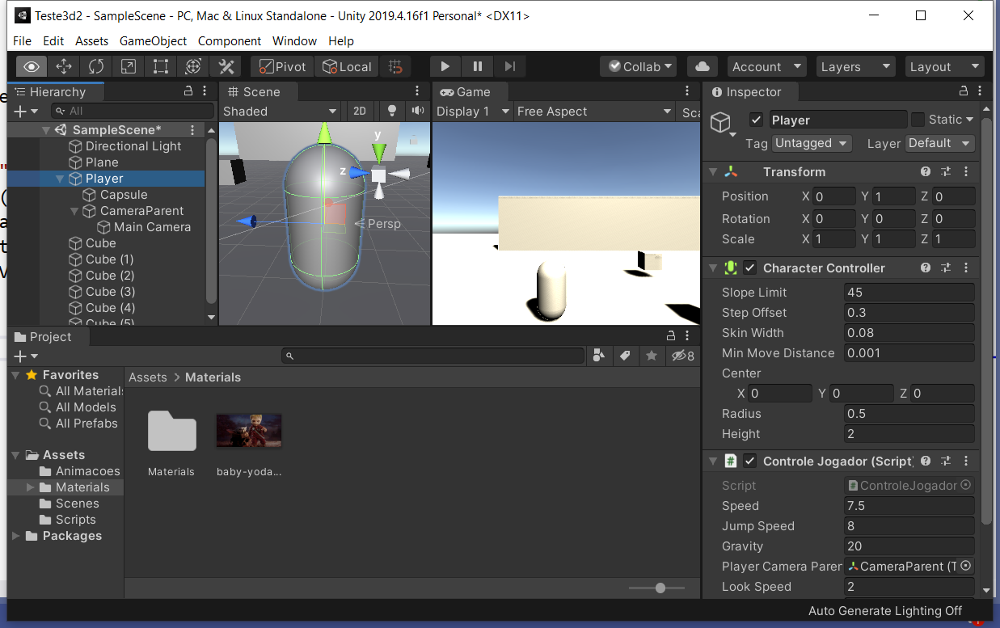 Teste3d2 - SampleScene - PC, Mac & Linux Standalone - Unity 2019.4.16f1 Personal* <DX11>
File Edit Assets GameObject Component Window Help
Pivot Local Collab Account Layers Layout
Hierarchy
All
SampleScene*
Directional Light
Plane
Player
Capsule
CameraParent
Main Camera
Cube
Cube (1)
Cube (2)
Cube (3)
Cube (4)
Cube (5)
Scene
Shaded 2D
y
z
Persp
Game
Display 1 Free Aspect Sca
Inspector
Player Static
Tag Untagged Layer Default
Transform
Position X 0 Y 1 Z 0
Rotation X 0 Y 0 Z 0
Scale X 1 Y 1 Z 1
Character Controller
Slope Limit 45
Step Offset 0.3
Skin Width 0.08
Min Move Distance 0.001
Center
X 0 Y 0 Z 0
Radius 0.5
Height 2
Controle Jogador (Script)
Script ControleJogador
Speed 7.5
Jump Speed 8
Gravity 20
Player Camera Paren CameraParent (T
Look Speed 2
Project
8
Favorites
All Materials
All Models
All Prefabs
Assets
Animacoes
Materials
Scenes
Scripts
Packages
Assets > Materials
Materials
baby-yoda...
Auto Generate Lighting Off